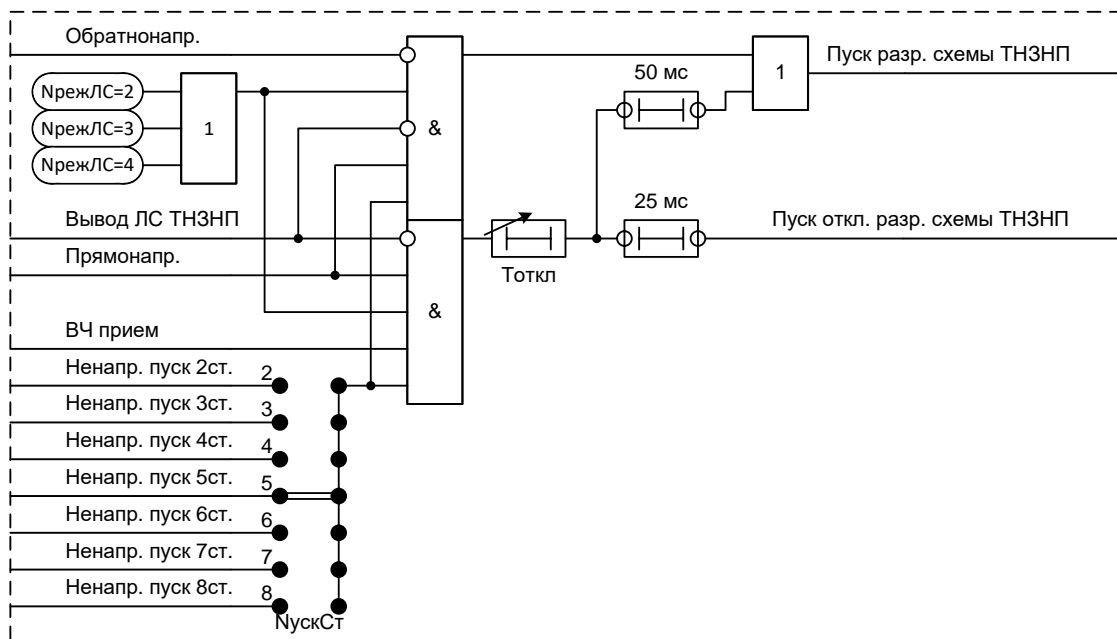 Обратнонапр.
Пуск разр. схемы ТНЗНП
50 мс
1
NрежЛС=2
NрежЛС=3
1
&
NрежЛС=4
25 мс
Вывод ЛС ТНЗНП
Пуск откл. разр. схемы ТНЗНП
Прямонапр.
Тоткл
&
ВЧ прием
Ненапр. пуск 2ст.
2
Ненапр. пуск 3ст.
3
Ненапр. пуск 4ст.
4
Ненапр. пуск 5ст.
5
Ненапр. пуск 6ст.
6
Ненапр. пуск 7ст.
7
Ненапр. пуск 8ст.
8
NускСт